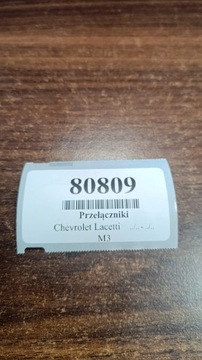 80809
Przełączniki
Chevrolet Lacetti
M3